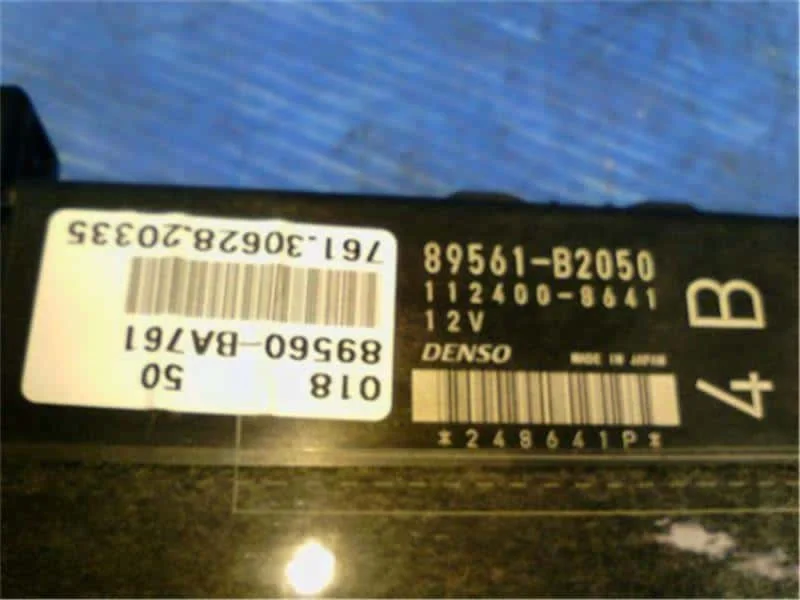 89561-B2050
112400-8641
12V
DENSO MADE IN JAPAN
*248641P*
4B
018 50
89560-BA761
761.30628.20335